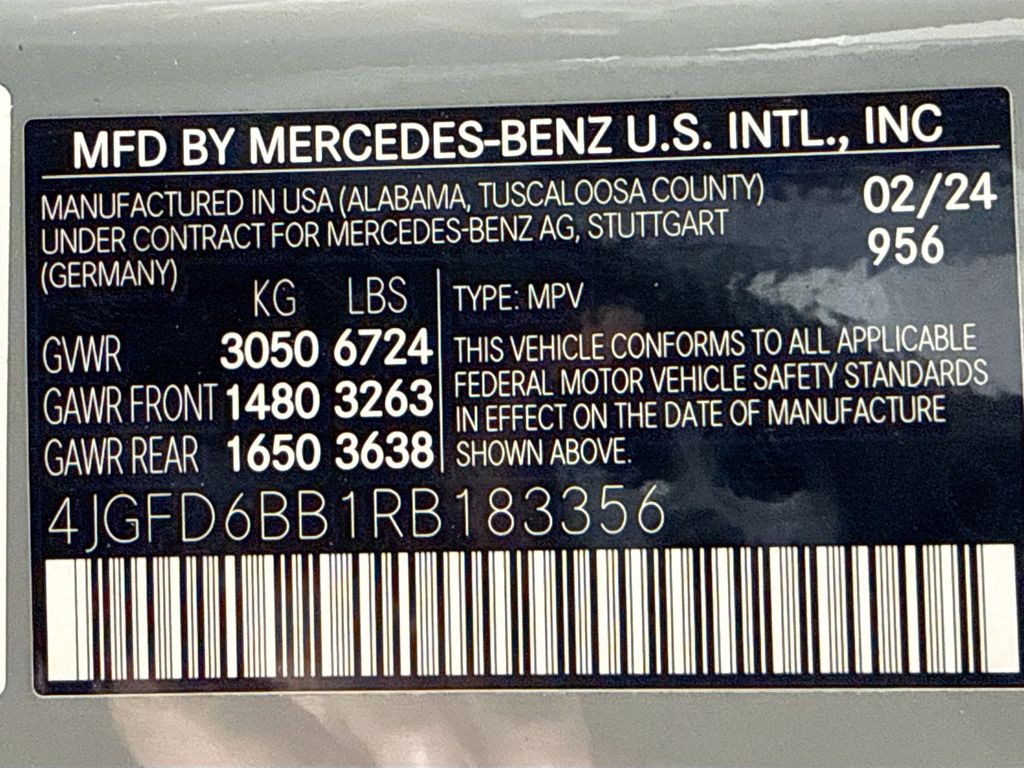 MFD BY MERCEDES-BENZ U.S. INTL., INC
MANUFACTURED IN USA (ALABAMA, TUSCALOOSA COUNTY) 02/24
UNDER CONTRACT FOR MERCEDES-BENZ AG, STUTTGART 956
(GERMANY)
KG LBS
GVWR 3050 6724
GAWR FRONT 1480 3263
GAWR REAR 1650 3638
TYPE: MPV
THIS VEHICLE CONFORMS TO ALL APPLICABLE
FEDERAL MOTOR VEHICLE SAFETY STANDARDS
IN EFFECT ON THE DATE OF MANUFACTURE
SHOWN ABOVE.
4JGFD6BB1RB183356